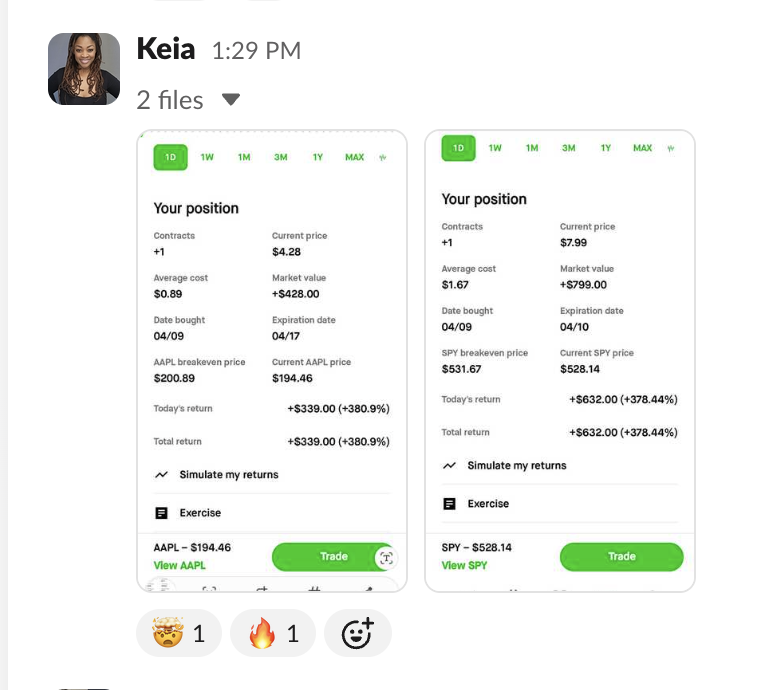 Keia 1:29 PM
2 files
1D 1W 1M 3M 1Y MAX
Your position
Contracts Current price
+1 $4.28
Average cost Market value
$0.89 +$428.00
Date bought Expiration date
04/09 04/17
AAPL breakeven price Current AAPL price
$200.89 $194.46
Today's return +$339.00 (+380.9%)
Total return +$339.00 (+380.9%)
Simulate my returns
Exercise
AAPL – $194.46
View AAPL
Trade
1D 1W 1M 3M 1Y MAX
Your position
Contracts Current price
+1 $7.99
Average cost Market value
$1.67 +$799.00
Date bought Expiration date
04/09 04/10
SPY breakeven price Current SPY price
$531.67 $528.14
Today's return +$632.00 (+378.44%)
Total return +$632.00 (+378.44%)
Simulate my returns
Exercise
SPY – $528.14
View SPY
Trade
1 1